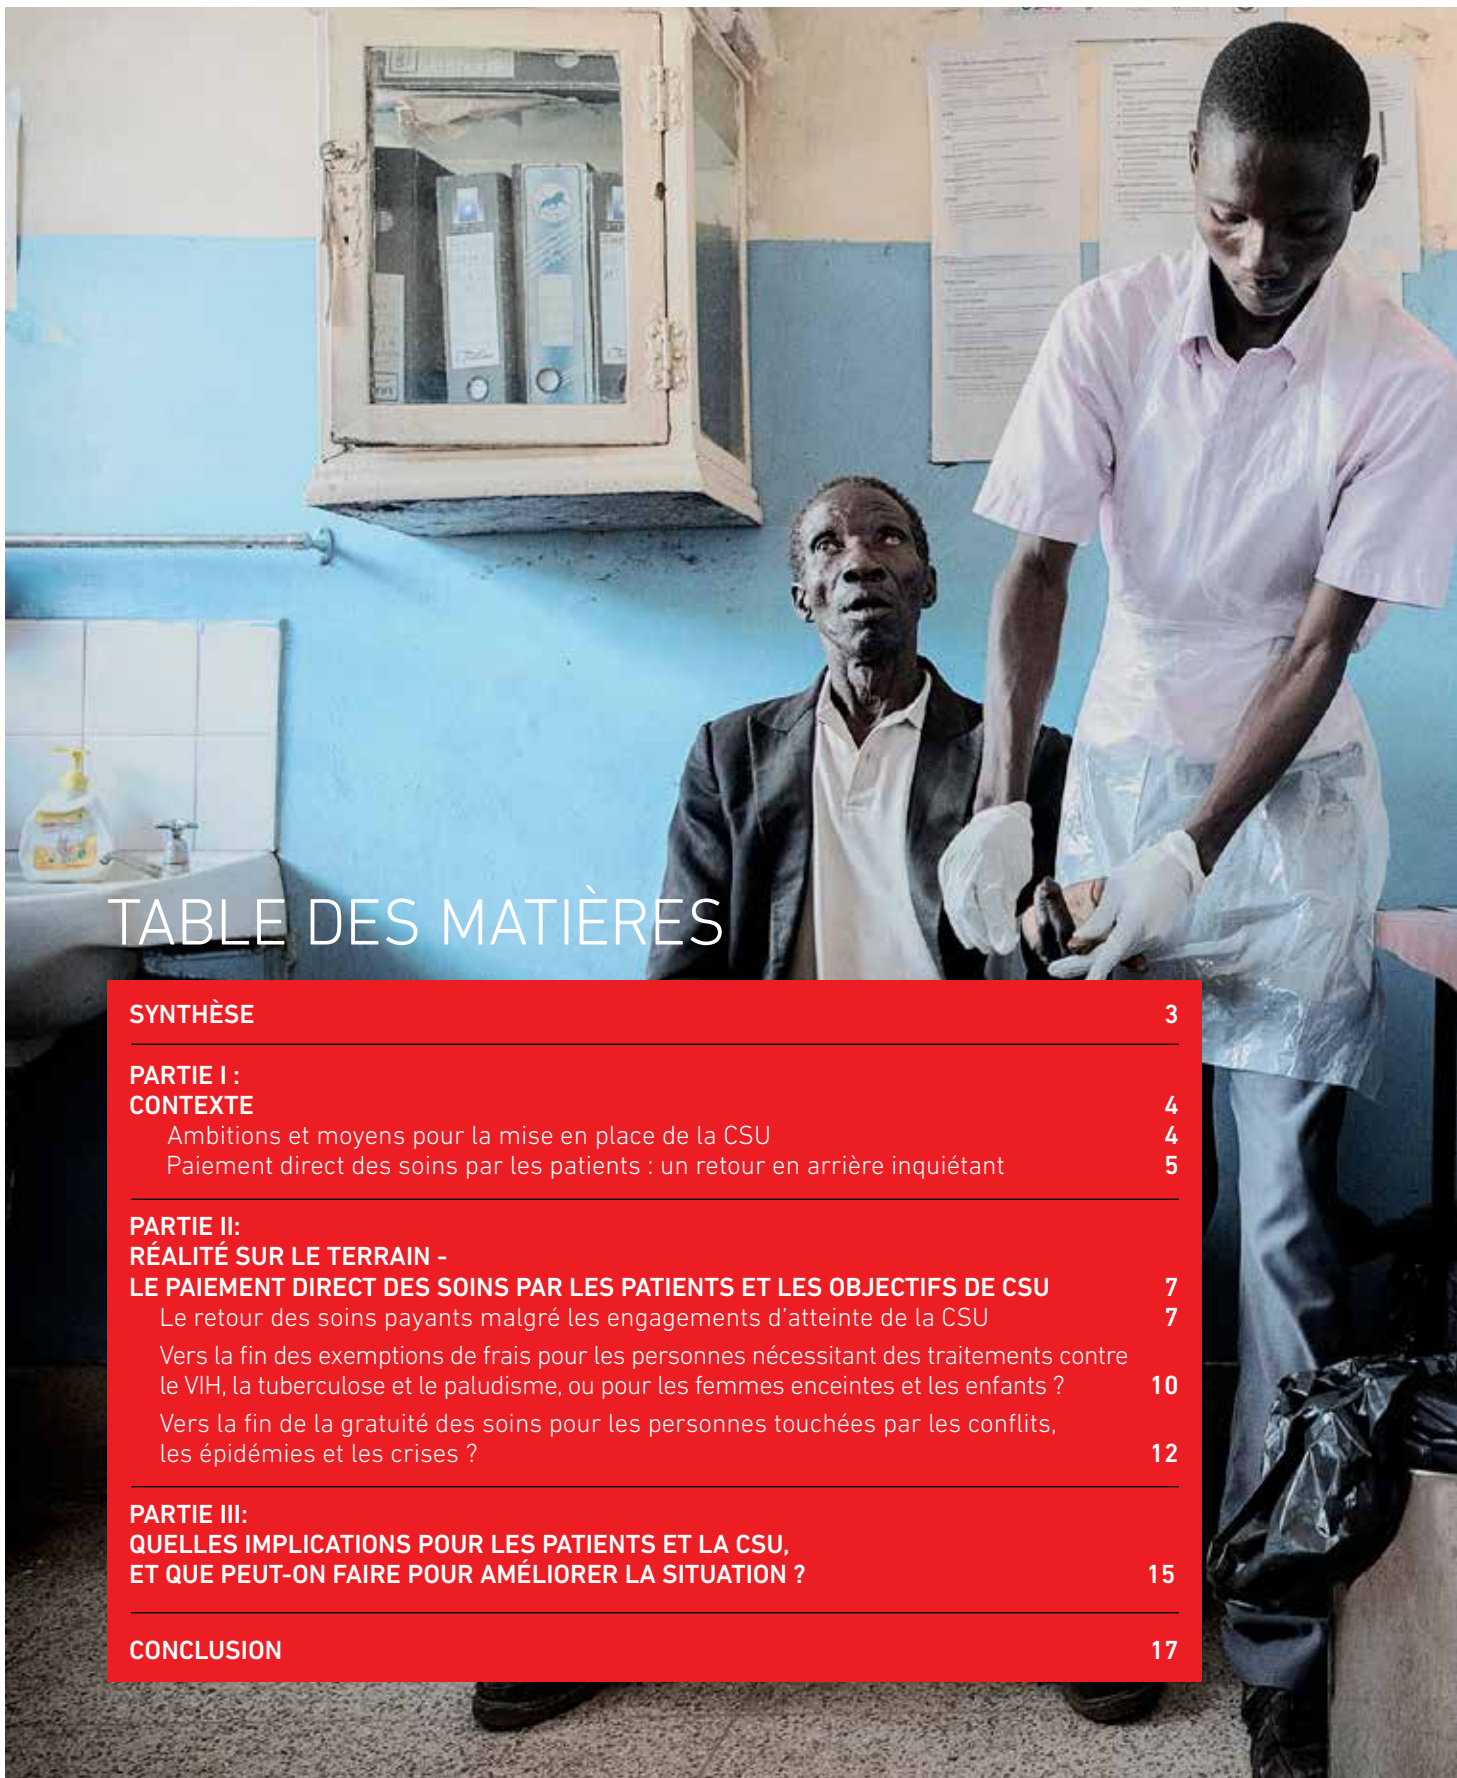 TABLE DES MATIÈRES
SYNTHÈSE 3
PARTIE I :
CONTEXTE 4
Ambitions et moyens pour la mise en place de la CSU 4
Paiement direct des soins par les patients : un retour en arrière inquiétant 5
PARTIE II:
RÉALITÉ SUR LE TERRAIN -
LE PAIEMENT DIRECT DES SOINS PAR LES PATIENTS ET LES OBJECTIFS DE CSU 7
Le retour des soins payants malgré les engagements d'atteinte de la CSU 7
Vers la fin des exemptions de frais pour les personnes nécessitant des traitements contre
le VIH, la tuberculose et le paludisme, ou pour les femmes enceintes et les enfants ? 10
Vers la fin de la gratuité des soins pour les personnes touchées par les conflits,
les épidémies et les crises ? 12
PARTIE III:
QUELLES IMPLICATIONS POUR LES PATIENTS ET LA CSU,
ET QUE PEUT-ON FAIRE POUR AMÉLIORER LA SITUATION ? 15
CONCLUSION 17